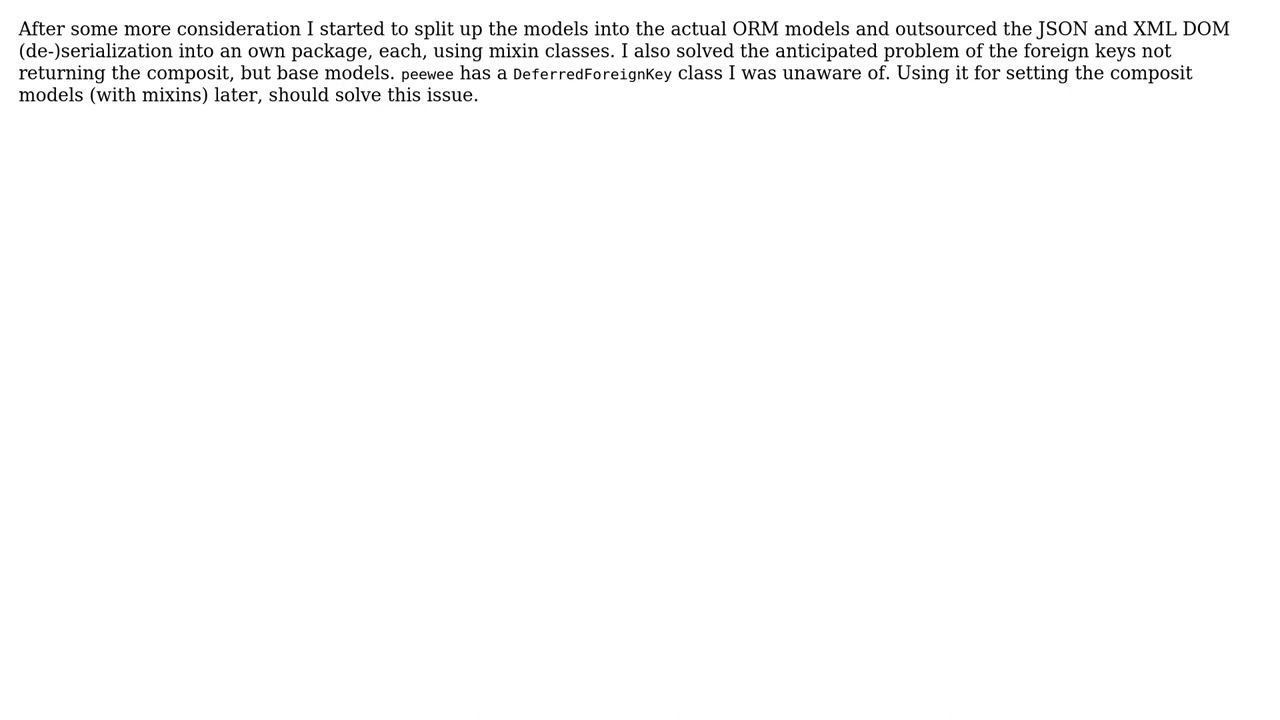 After some more consideration I started to split up the models into the actual ORM models and outsourced the JSON and XML DOM
(de-)serialization into an own package, each, using mixin classes. I also solved the anticipated problem of the foreign keys not
returning the composit, but base models. peewee has a DeferredForeignKey class I was unaware of. Using it for setting the composit
models (with mixins) later, should solve this issue.